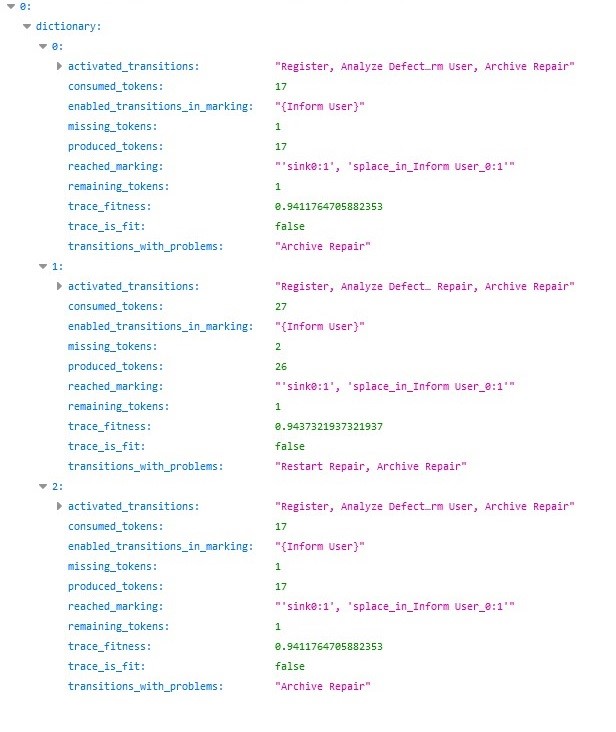 0:
dictionary:
0:
activated_transitions: "Register, Analyze Defect…rm User, Archive Repair"
consumed_tokens: 17
enabled_transitions_in_marking: "{Inform User}"
missing_tokens: 1
produced_tokens: 17
reached_marking: "'sink0:1', 'splace_in_Inform User_0:1'"
remaining_tokens: 1
trace_fitness: 0.9411764705882353
trace_is_fit: false
transitions_with_problems: "Archive Repair"
1:
activated_transitions: "Register, Analyze Defect… Repair, Archive Repair"
consumed_tokens: 27
enabled_transitions_in_marking: "{Inform User}"
missing_tokens: 2
produced_tokens: 26
reached_marking: "'sink0:1', 'splace_in_Inform User_0:1'"
remaining_tokens: 1
trace_fitness: 0.9437321937321937
trace_is_fit: false
transitions_with_problems: "Restart Repair, Archive Repair"
2:
activated_transitions: "Register, Analyze Defect…rm User, Archive Repair"
consumed_tokens: 17
enabled_transitions_in_marking: "{Inform User}"
missing_tokens: 1
produced_tokens: 17
reached_marking: "'sink0:1', 'splace_in_Inform User_0:1'"
remaining_tokens: 1
trace_fitness: 0.9411764705882353
trace_is_fit: false
transitions_with_problems: "Archive Repair"